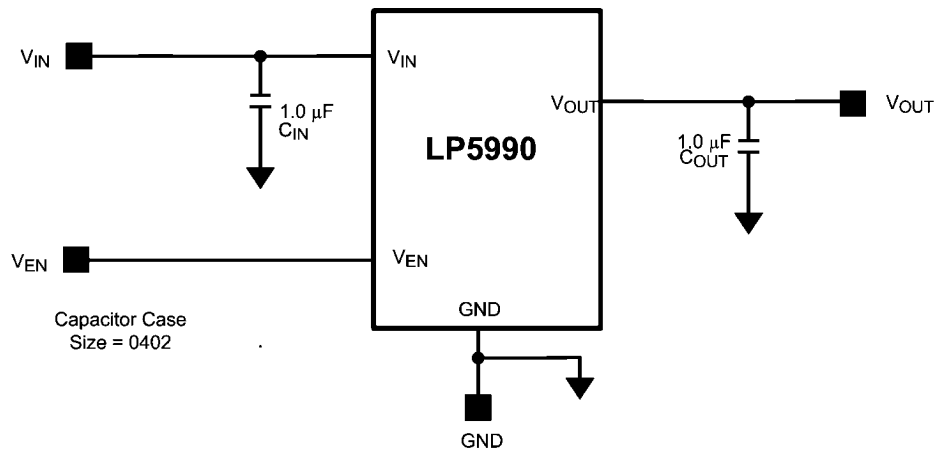 VIN
VIN
1.0 μF
CIN
LP5990
VOUT
VOUT
1.0 μF
COUT
VEN
VEN
GND
Capacitor Case
Size = 0402
GND